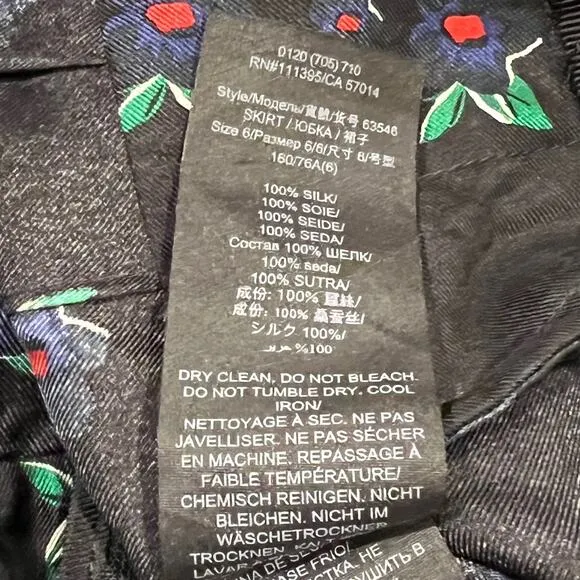 0120 (705) 710
RN#111395/CA 57014
Style/Модель/貨號/货号 63546
SKIRT / ЮБКА / 裙子
Size 6/Размер 6/6/尺寸 6/号型
160/76A(6)
100% SILK/
100% SOIE/
100% SEIDE/
100% SEDA/
Состав 100% ШЕЛК/
100% seda/
100% SUTRA/
成份: 100% 蠶絲/
成份: 100% 桑蚕丝/
シルク 100%/
%100 حرير
DRY CLEAN. DO NOT BLEACH.
DO NOT TUMBLE DRY. COOL
IRON/
NETTOYAGE À SEC. NE PAS
JAVELLISER. NE PAS SÉCHER
EN MACHINE. REPASSAGE À
FAIBLE TEMPÉRATURE/
CHEMISCH REINIGEN. NICHT
BLEICHEN. NICHT IM
WÄSCHETROCKNER
TROCKNEN.
LAVAR